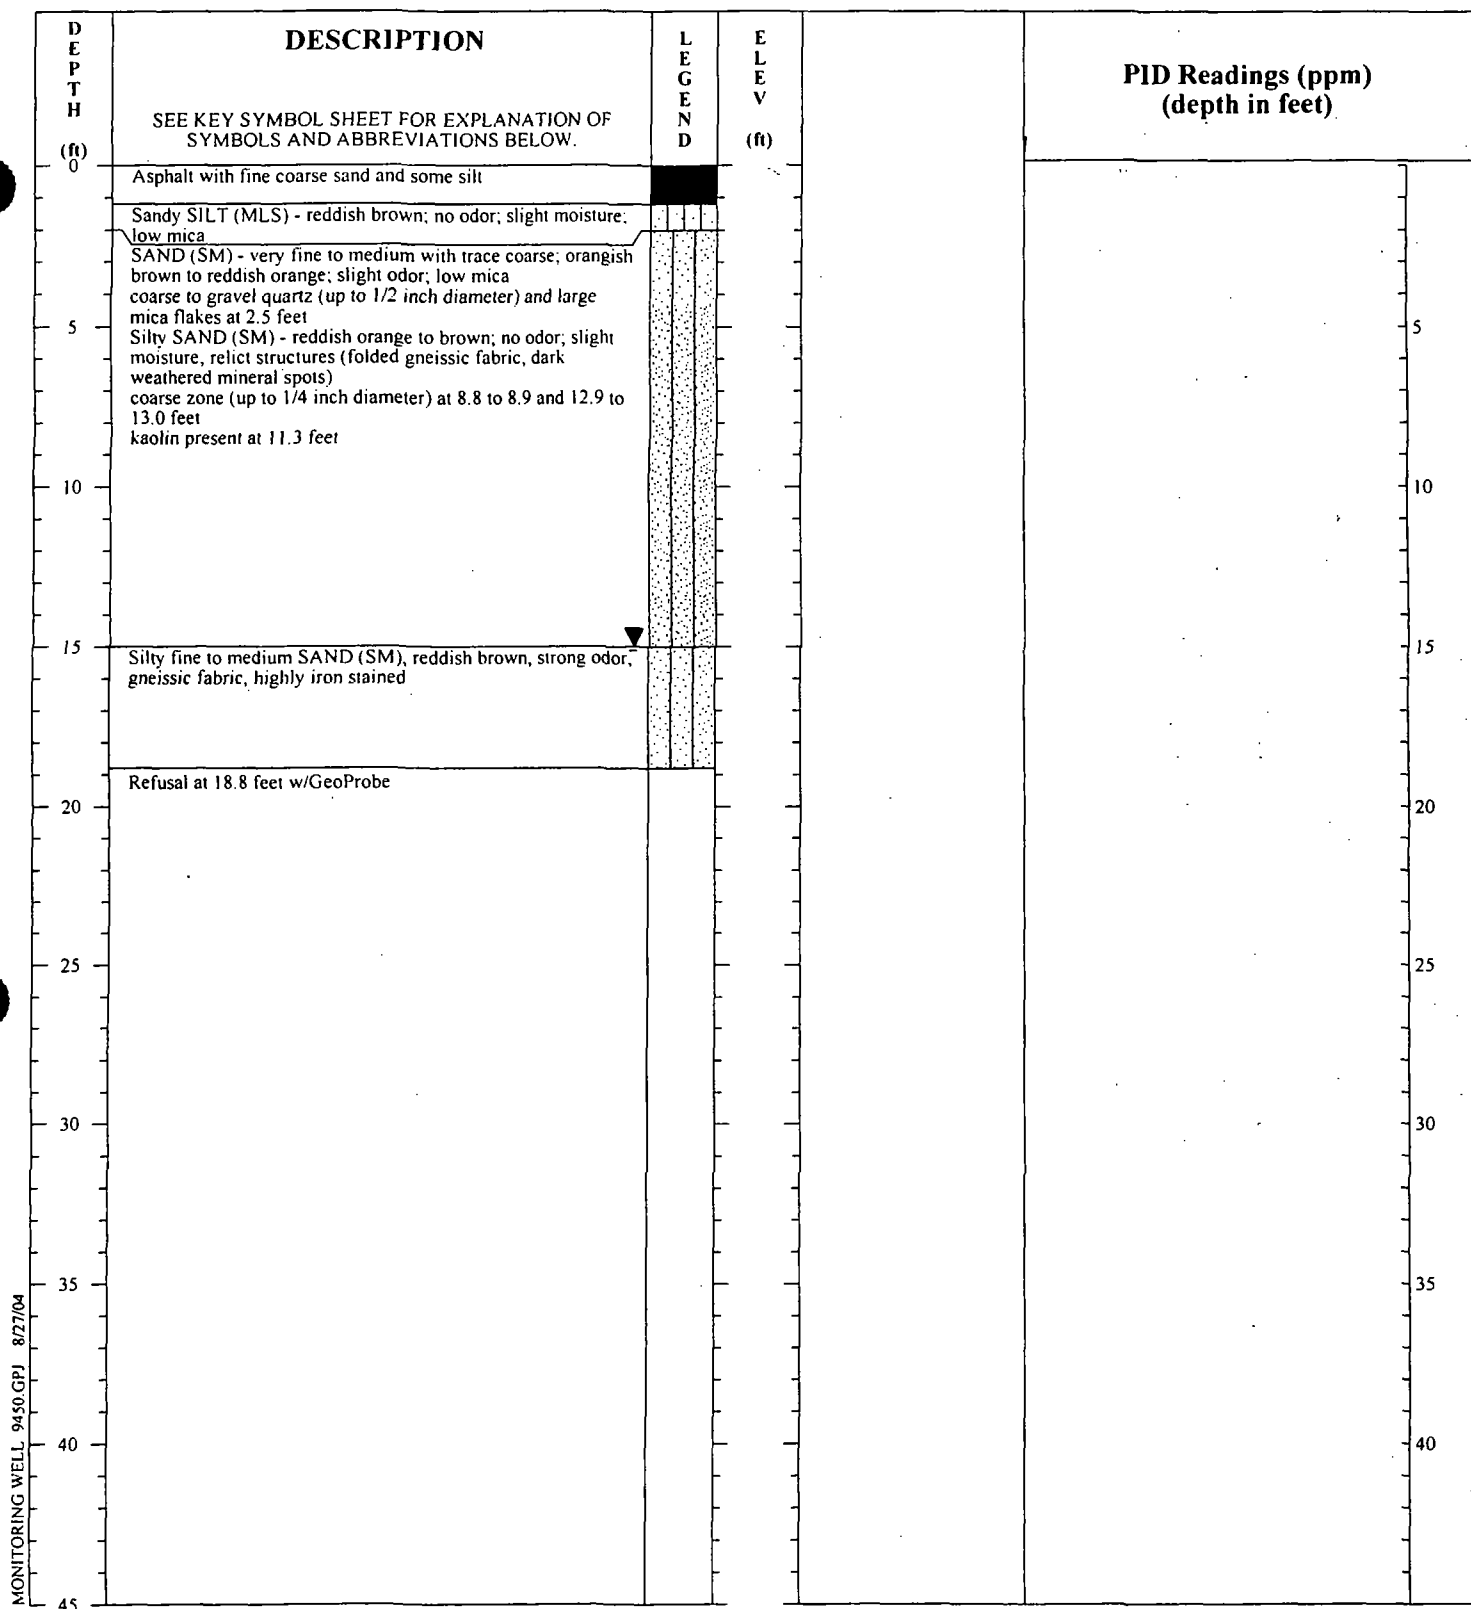 DEPTH (ft)
DESCRIPTION
SEE KEY SYMBOL SHEET FOR EXPLANATION OF
SYMBOLS AND ABBREVIATIONS BELOW.
LEGEND
ELEV (ft)
PID Readings (ppm)
(depth in feet)
0
Asphalt with fine coarse sand and some silt
Sandy SILT (MLS) - reddish brown; no odor; slight moisture;
low mica
SAND (SM) - very fine to medium with trace coarse; orangish
brown to reddish orange; slight odor; low mica
coarse to gravel quartz (up to 1/2 inch diameter) and large
mica flakes at 2.5 feet
5
5
Silty SAND (SM) - reddish orange to brown; no odor; slight
moisture, relict structures (folded gneissic fabric, dark
weathered mineral spots)
coarse zone (up to 1/4 inch diameter) at 8.8 to 8.9 and 12.9 to
13.0 feet
kaolin present at 11.3 feet
10
10
15
15
Silty fine to medium SAND (SM), reddish brown, strong odor,
gneissic fabric, highly iron stained
Refusal at 18.8 feet w/GeoProbe
20
20
25
25
30
30
35
35
40
40
45
MONITORING WELL 9450.GPJ 8/27/04